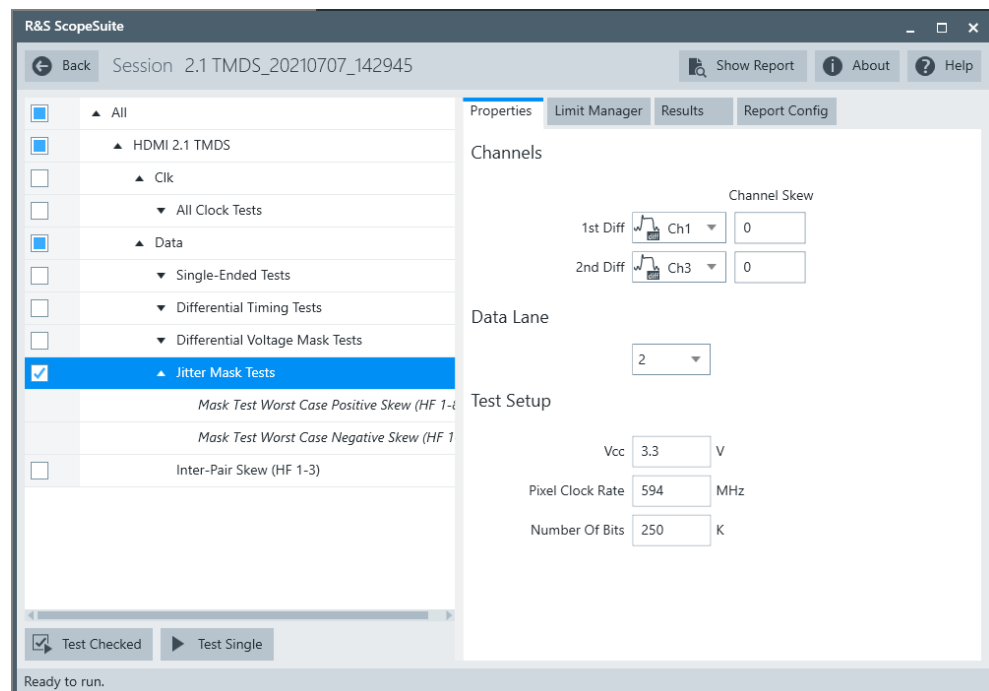 R&S ScopeSuite
Back Session 2.1 TMDS_20210707_142945 Show Report About Help
All
HDMI 2.1 TMDS
Clk
All Clock Tests
Data
Single-Ended Tests
Differential Timing Tests
Differential Voltage Mask Tests
Jitter Mask Tests
Mask Test Worst Case Positive Skew (HF 1-
Mask Test Worst Case Negative Skew (HF 1
Inter-Pair Skew (HF 1-3)
Test Checked Test Single
Properties Limit Manager Results Report Config
Channels
Channel Skew
1st Diff diff Ch1 0
2nd Diff diff Ch3 0
Data Lane
2
Test Setup
Vcc 3.3 V
Pixel Clock Rate 594 MHz
Number Of Bits 250 K
Ready to run.